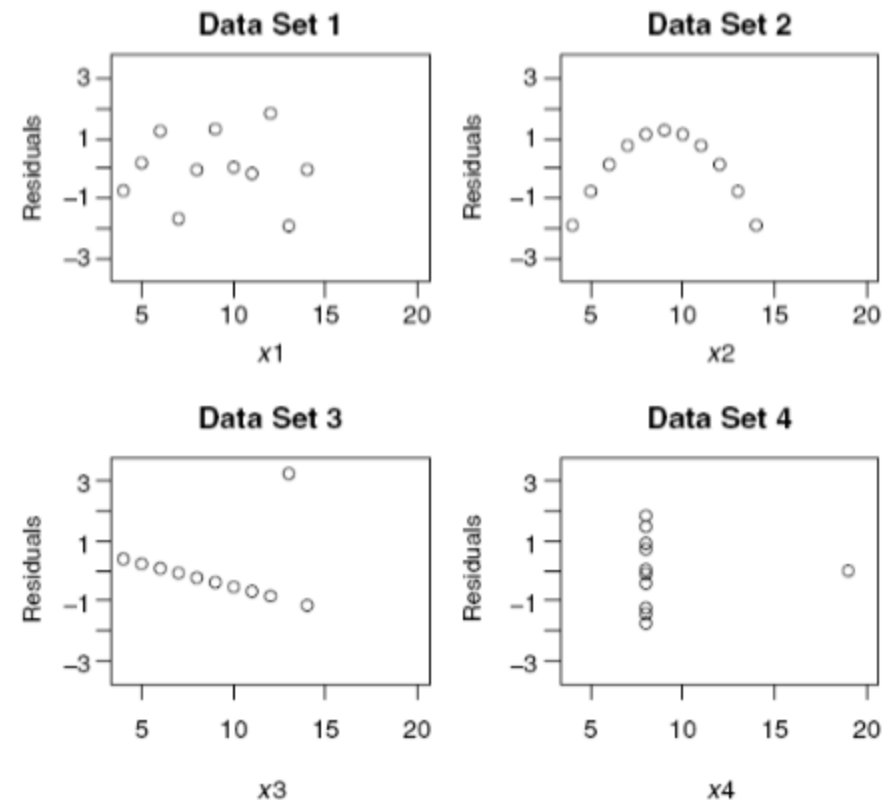 Data Set 1
Residuals
3
1
−1
−3
5 10 15 20
x1
Data Set 2
Residuals
3
1
−1
−3
5 10 15 20
x2
Data Set 3
Residuals
3
1
−1
−3
5 10 15 20
x3
Data Set 4
Residuals
3
1
−1
−3
5 10 15 20
x4